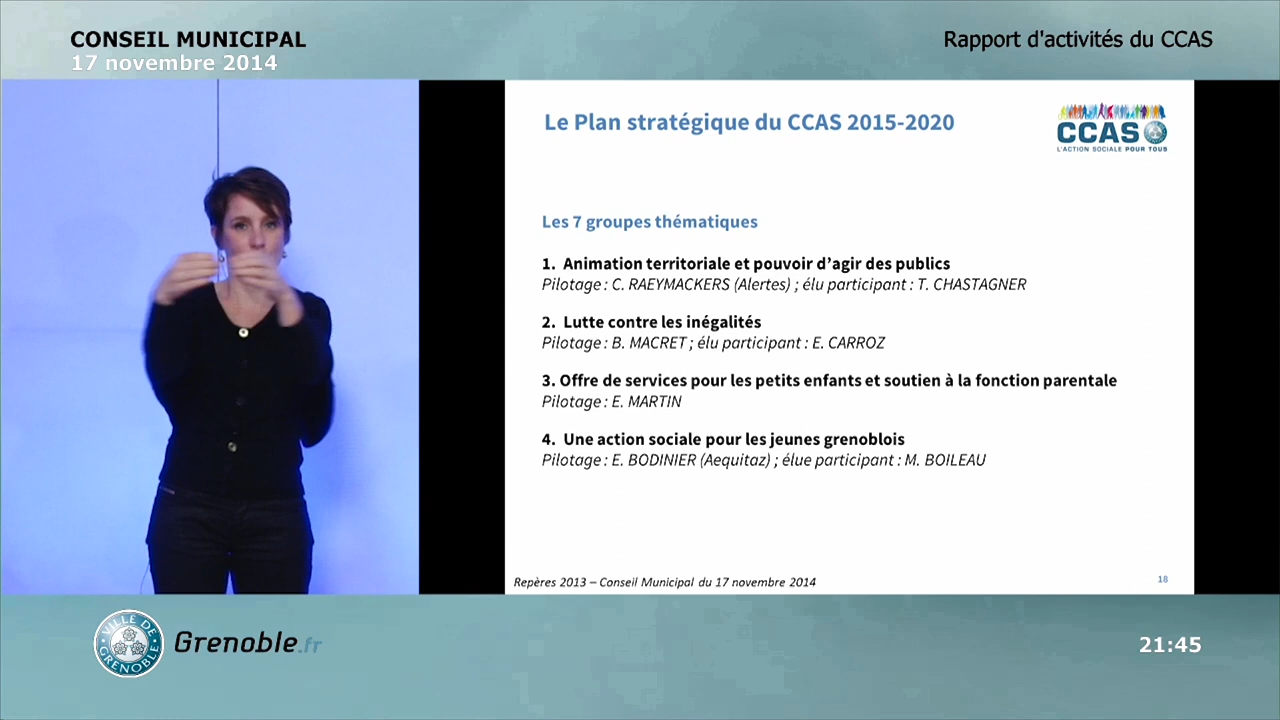 CONSEIL MUNICIPAL
17 novembre 2014
Rapport d'activités du CCAS
Le Plan stratégique du CCAS 2015-2020
CCAS
L'ACTION SOCIALE POUR TOUS
Les 7 groupes thématiques
1. Animation territoriale et pouvoir d’agir des publics
Pilotage : C. RAEYMACKERS (Alertes) ; élu participant : T. CHASTAGNER
2. Lutte contre les inégalités
Pilotage : B. MACRET ; élu participant : E. CARROZ
3. Offre de services pour les petits enfants et soutien à la fonction parentale
Pilotage : E. MARTIN
4. Une action sociale pour les jeunes grenoblois
Pilotage : E. BODINIER (Aequitaz) ; élue participant : M. BOILEAU
Repères 2013 – Conseil Municipal du 17 novembre 2014
18
VILLE DE GRENOBLE
Grenoble.fr
21:45